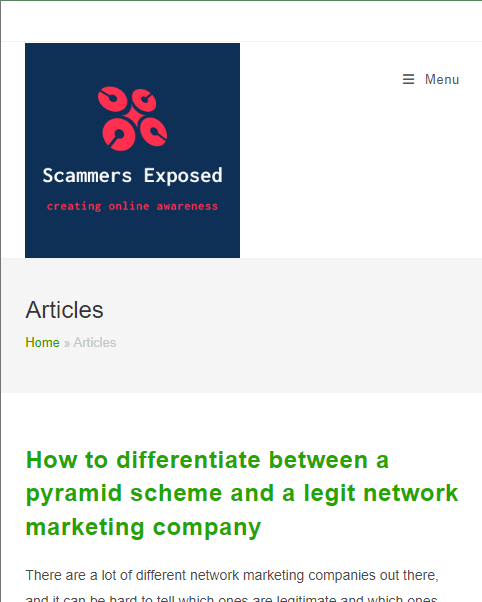 Menu
Scammers Exposed
creating online awareness
Articles
Home » Articles
How to differentiate between a
pyramid scheme and a legit network
marketing company
There are a lot of different network marketing companies out there,
and it can be hard to tell which ones are legitimate and which ones